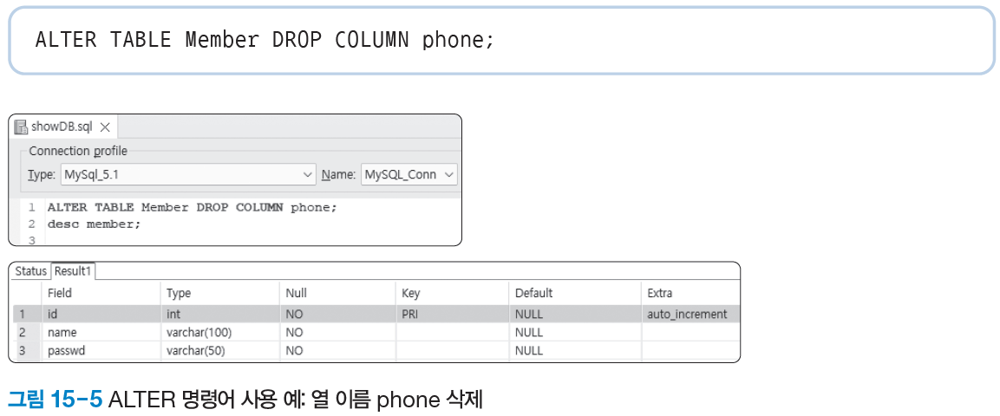 ALTER TABLE Member DROP COLUMN phone;
showDB.sql
Connection profile
Type: MySql_5.1 Name: MySQL_Conn
1 ALTER TABLE Member DROP COLUMN phone;
2 desc member;
3
Status Result1
Field Type Null Key Default Extra
1 id int NO PRI NULL auto_increment
2 name varchar(100) NO NULL
3 passwd varchar(50) NO NULL
그림 15-5 ALTER 명령어 사용 예: 열 이름 phone 삭제